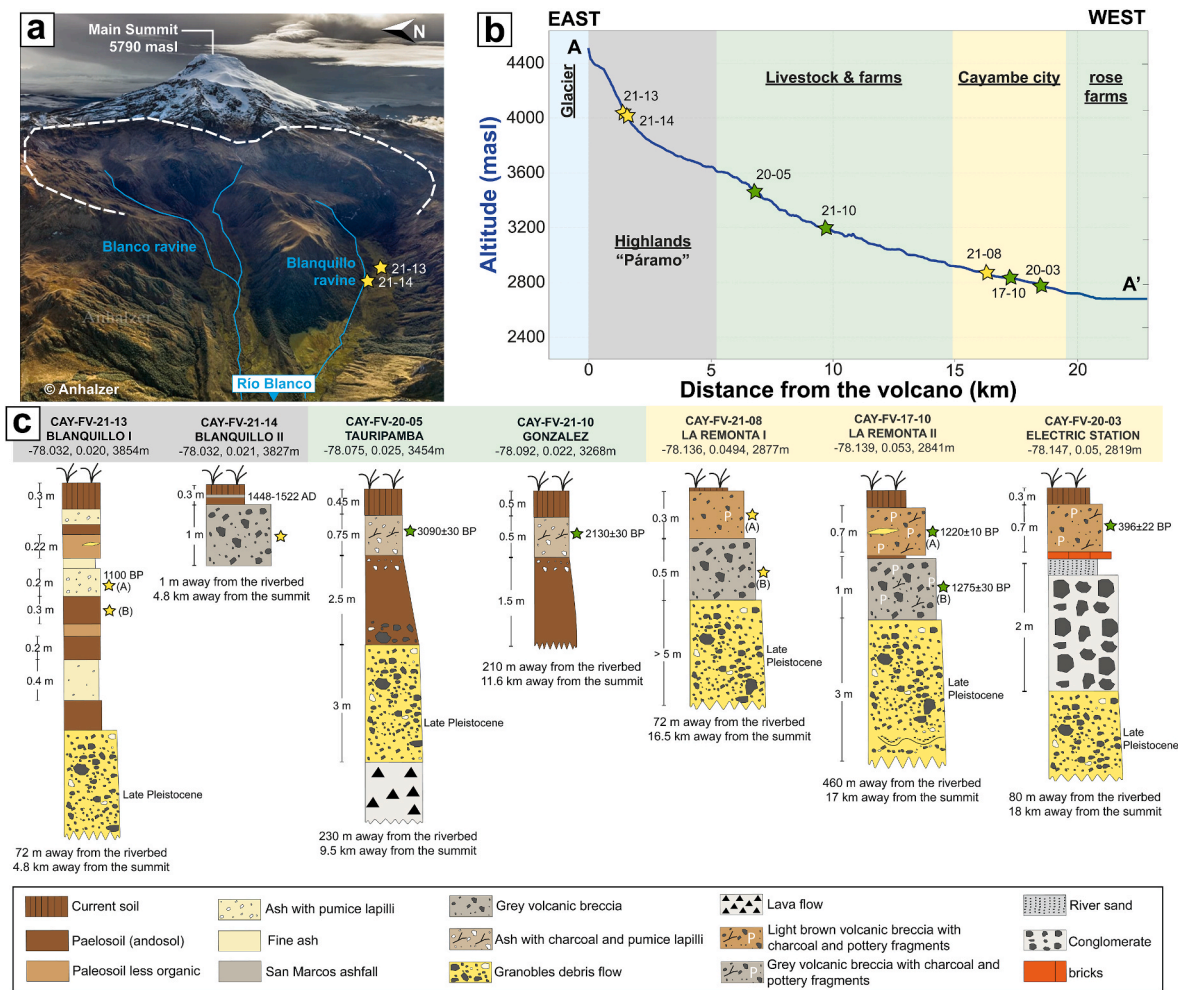 a
Main Summit
5790 masl
N
Blanco ravine
Blanquillo
ravine
21-13
21-14
Anhalzer
© Anhalzer
Río Blanco
b
EAST
WEST
A
A'
Altitude (masl)
4400
4000
3600
3200
2800
2400
Glacier
Highlands
“Páramo”
Livestock & farms
Cayambe city
rose
farms
21-13
21-14
20-05
21-10
21-08
20-03
17-10
0
5
10
15
20
Distance from the volcano (km)
c
CAY-FV-21-13
BLANQUILLO I
-78.032, 0.020, 3854m
0.3 m
0.22 m
0.2 m
1100 BP
(A)
0.3 m
(B)
0.2 m
0.4 m
Late Pleistocene
72 m away from the riverbed
4.8 km away from the summit
CAY-FV-21-14
BLANQUILLO II
-78.032, 0.021, 3827m
0.3 m
1448-1522 AD
1 m
1 m away from the riverbed
4.8 km away from the summit
CAY-FV-20-05
TAURIPAMBA
-78.075, 0.025, 3454m
0.45 m
0.75 m
3090±30 BP
2.5 m
3 m
Late Pleistocene
230 m away from the riverbed
9.5 km away from the summit
CAY-FV-21-10
GONZALEZ
-78.092, 0.022, 3268m
0.5 m
0.5 m
2130±30 BP
1.5 m
210 m away from the riverbed
11.6 km away from the summit
CAY-FV-21-08
LA REMONTA I
-78.136, 0.0494, 2877m
0.3 m
P
(A)
0.5 m
P
P
(B)
> 5 m
Late
Pleistocene
72 m away from the riverbed
16.5 km away from the summit
CAY-FV-17-10
LA REMONTA II
-78.139, 0.053, 2841m
0.7 m
P
P
P
1220±10 BP
(A)
1 m
P
P
P
1275±30 BP
(B)
3 m
Late
Pleistocene
460 m away from the riverbed
17 km away from the summit
CAY-FV-20-03
ELECTRIC STATION
-78.147, 0.05, 2819m
0.3 m
0.7 m
P
P
396±22 BP
2 m
Late
Pleistocene
80 m away from the riverbed
18 km away from the summit
Current soil
Paelosoil (andosol)
Paleosoil less organic
Ash with pumice lapilli
Fine ash
San Marcos ashfall
Grey volcanic breccia
Ash with charcoal and pumice lapilli
Granobles debris flow
Lava flow
P
Light brown volcanic breccia with
charcoal and pottery fragments
P
Grey volcanic breccia with charcoal and
pottery fragments
River sand
Conglomerate
bricks